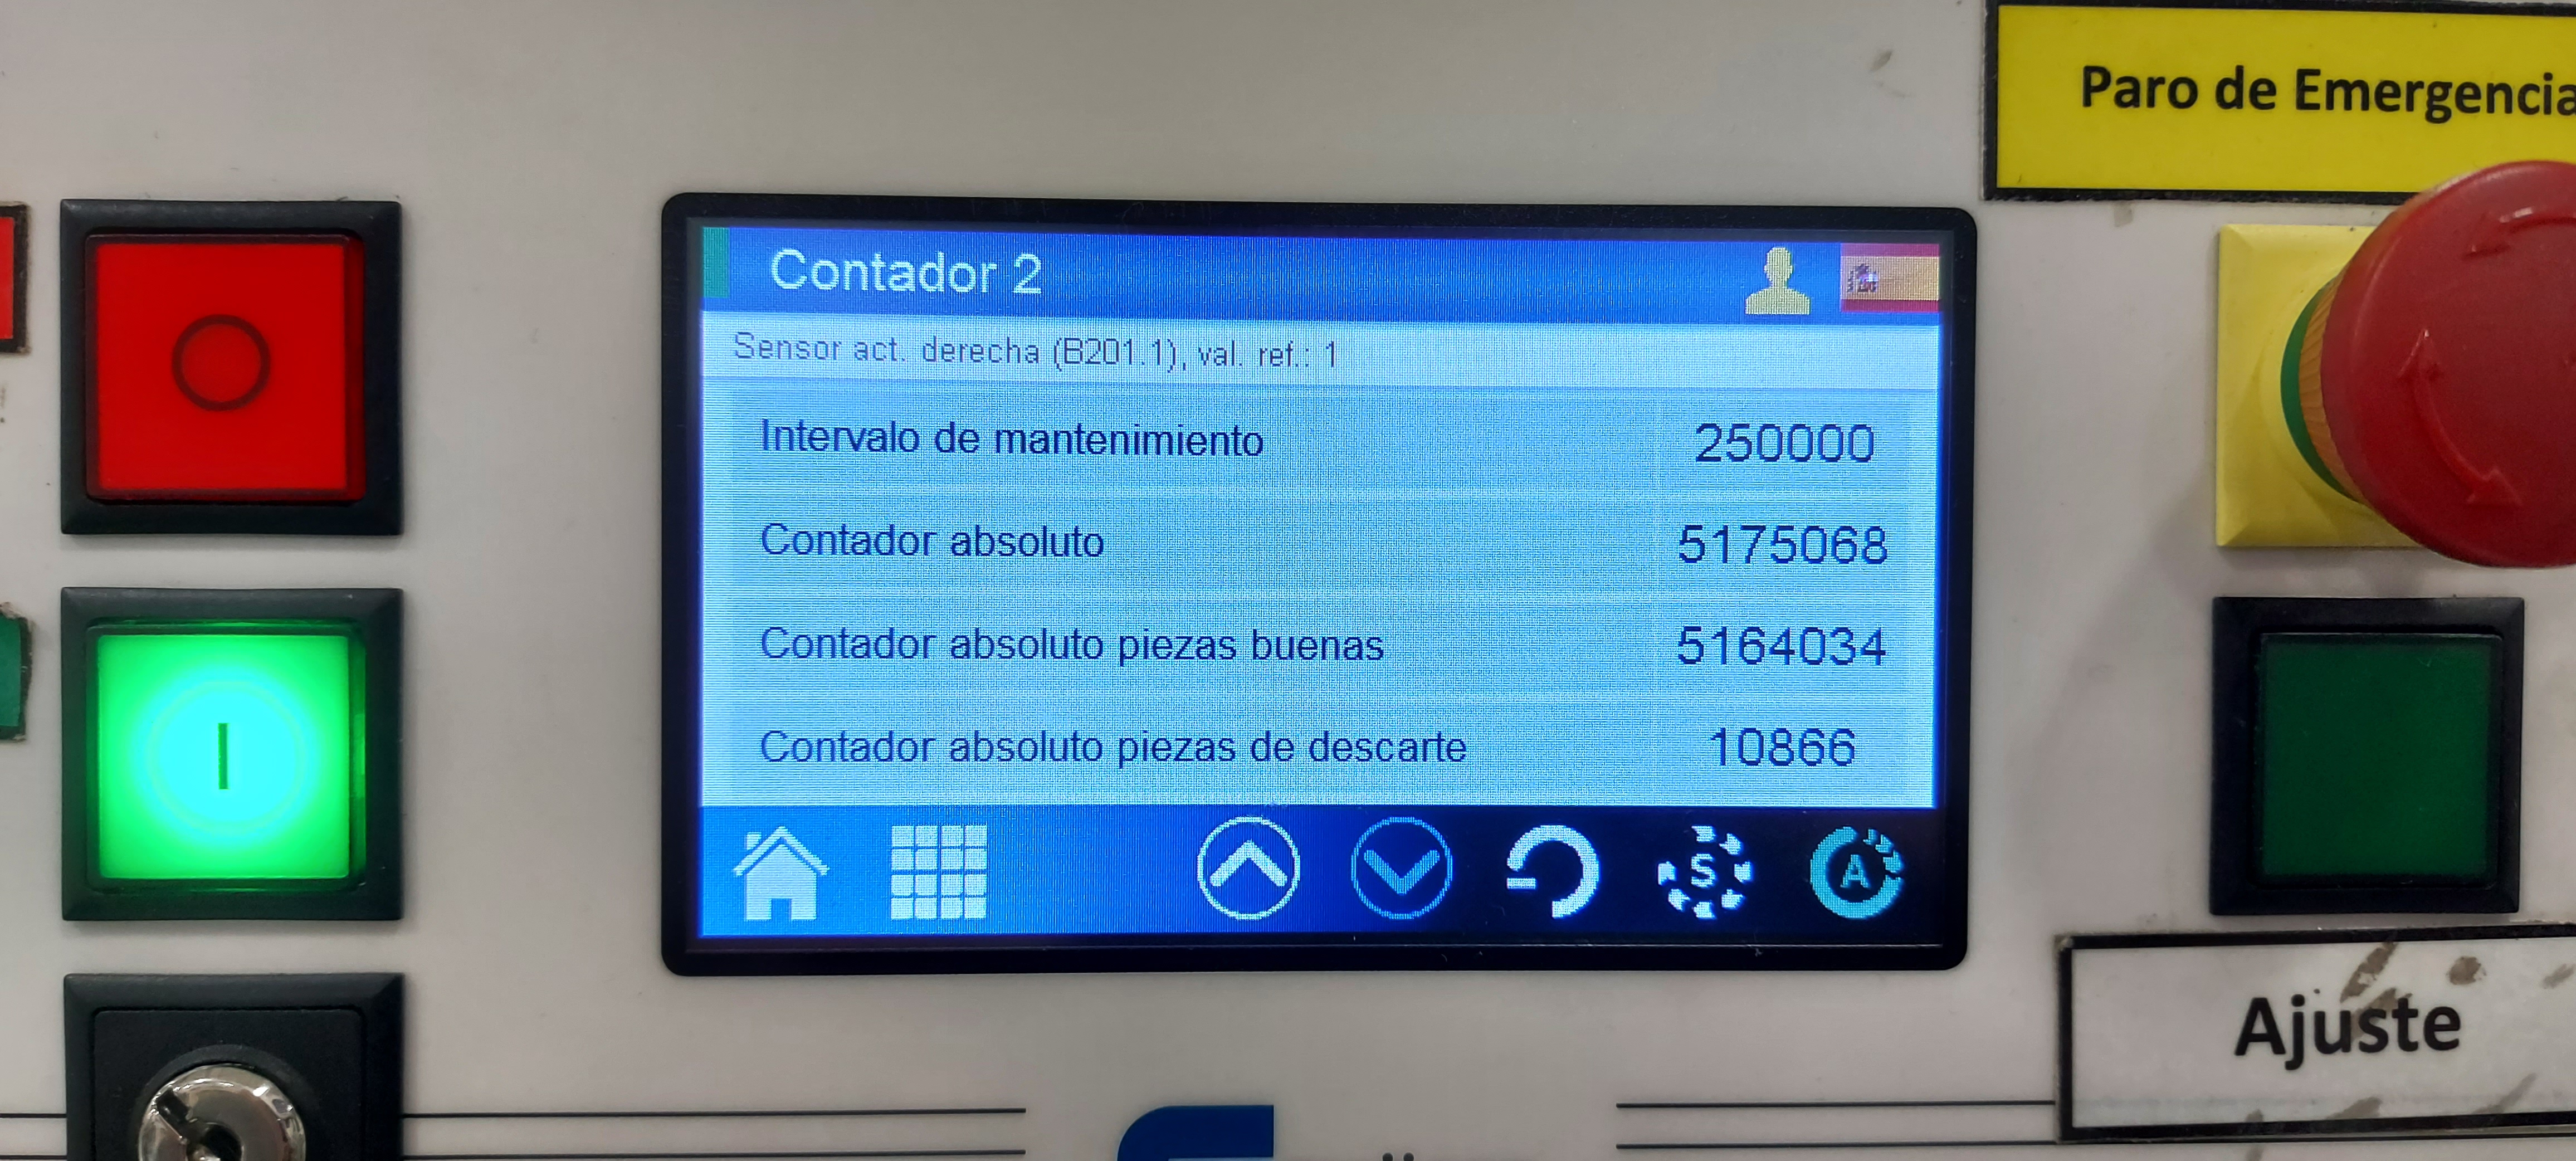 Paro de Emergencia
Contador 2
Sensor act. derecha (B201.1), val. ref.: 1
Intervalo de mantenimiento 250000
Contador absoluto 5175068
Contador absoluto piezas buenas 5164034
Contador absoluto piezas de descarte 10866
S A
Ajuste